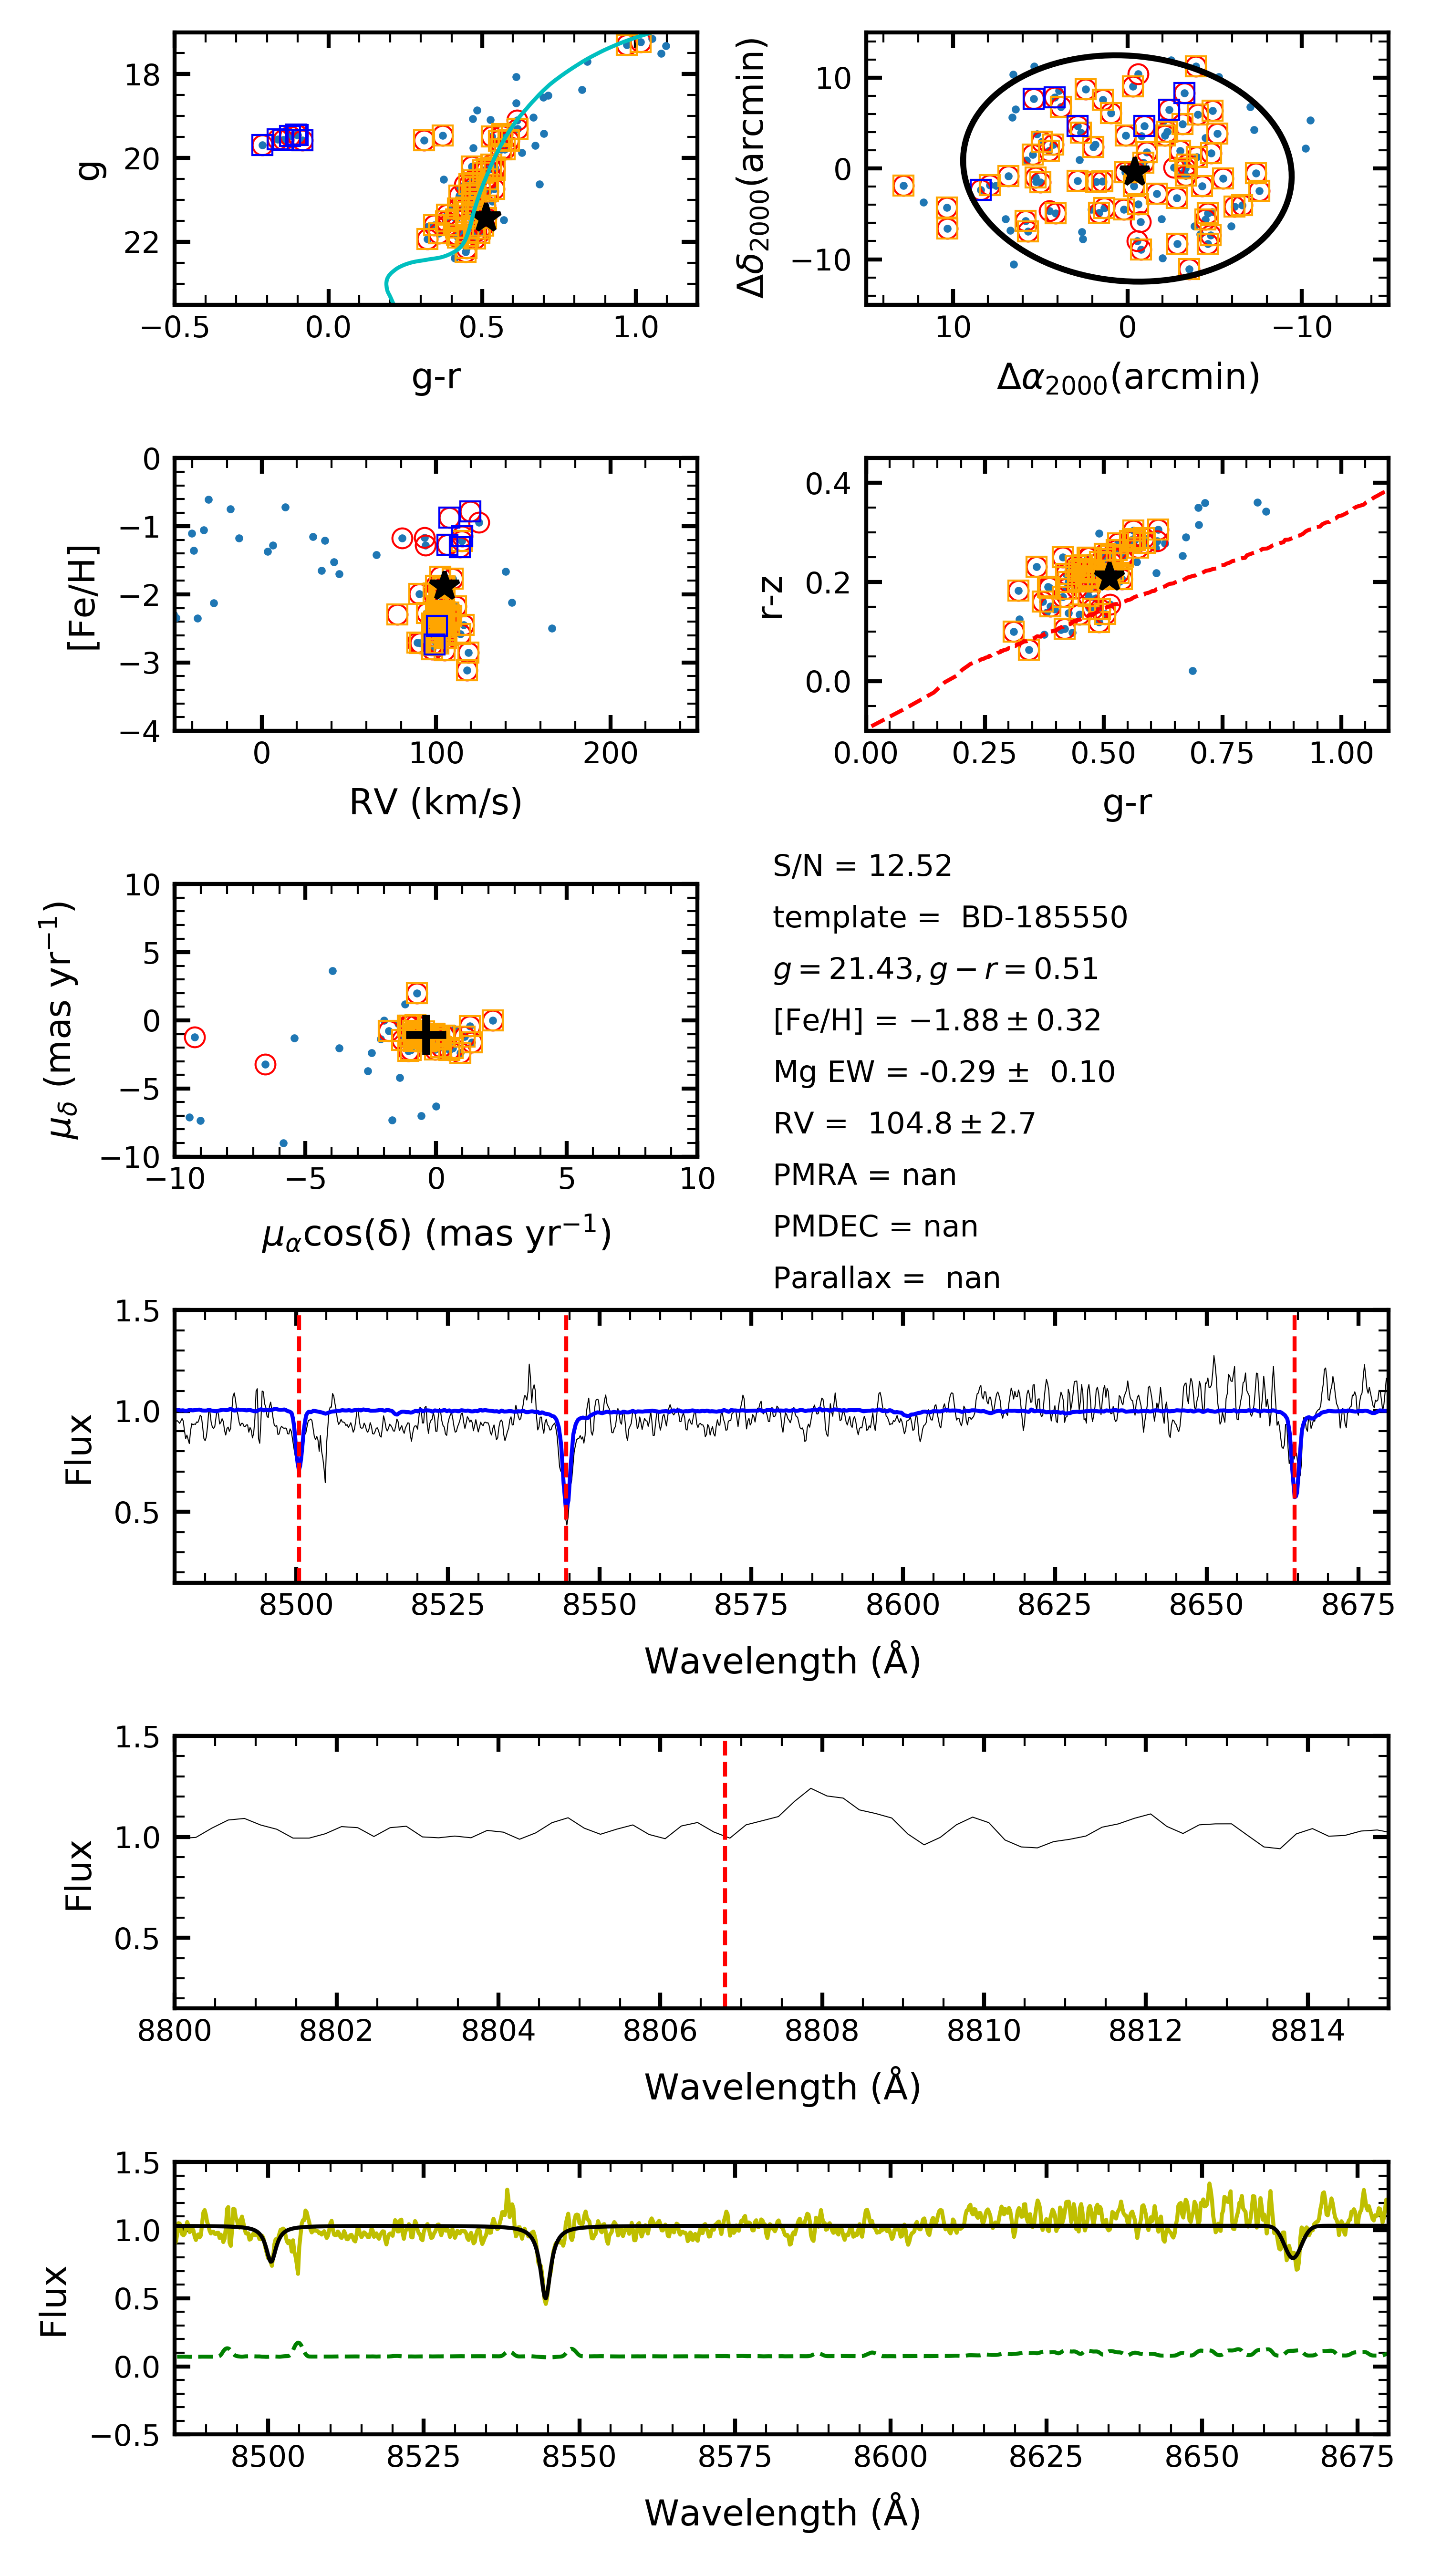 18
20
22
g
−0.5 0.0 0.5 1.0
g-r
10
0
−10
Δδ2000(arcmin)
10 0 −10
Δα2000(arcmin)
0
−1
−2
−3
−4
[Fe/H]
0 100 200
RV (km/s)
0.4
0.2
0.0
r-z
0.00 0.25 0.50 0.75 1.00
g-r
10
5
0
−5
−10
μδ (mas yr−1)
−10 −5 0 5 10
μαcos(δ) (mas yr−1)
S/N = 12.52
template = BD-185550
g = 21.43, g − r = 0.51
[Fe/H] = −1.88 ± 0.32
Mg EW = -0.29 ± 0.10
RV = 104.8 ± 2.7
PMRA = nan
PMDEC = nan
Parallax = nan
1.5
1.0
0.5
Flux
8500 8525 8550 8575 8600 8625 8650 8675
Wavelength (Å)
1.5
1.0
0.5
Flux
8800 8802 8804 8806 8808 8810 8812 8814
Wavelength (Å)
1.5
1.0
0.5
0.0
−0.5
Flux
8500 8525 8550 8575 8600 8625 8650 8675
Wavelength (Å)